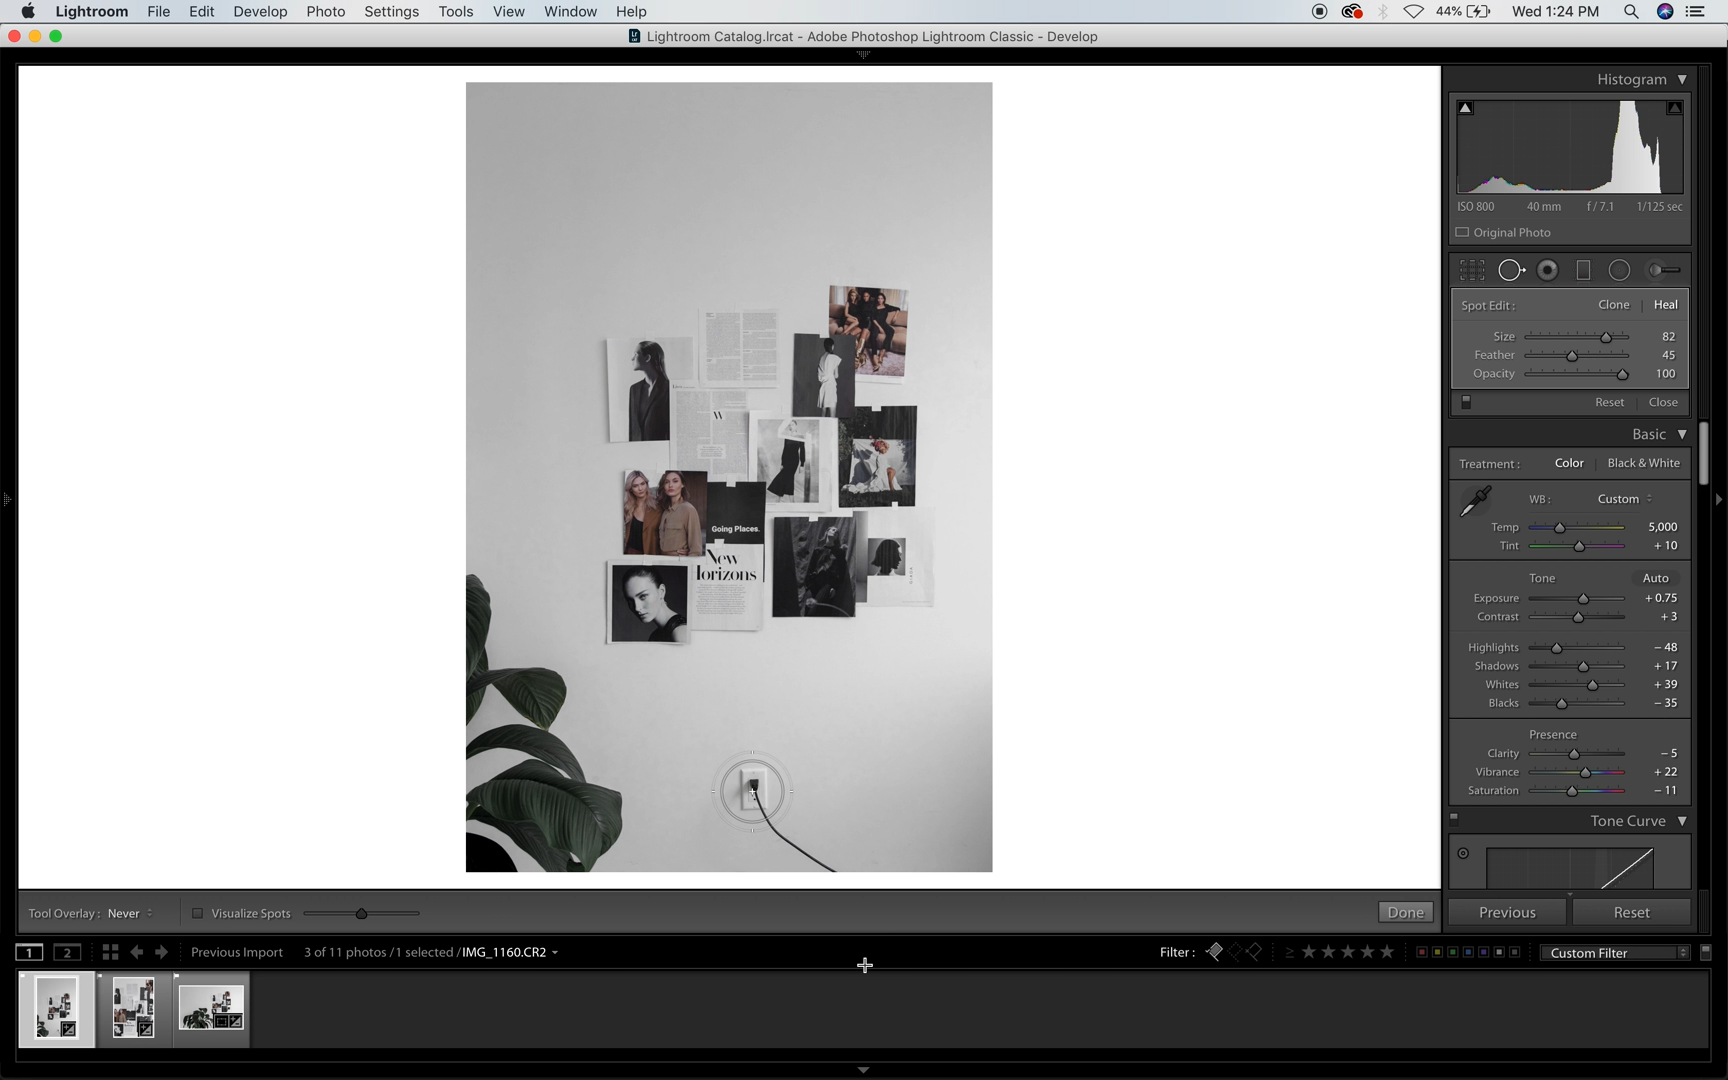 Lightroom File Edit Develop Photo Settings Tools View Window Help 44% Wed 1:24 PM
Lr Lightroom Catalog.lrcat - Adobe Photoshop Lightroom Classic - Develop
Histogram
ISO 800 40 mm f / 7.1 1/125 sec
Original Photo
Spot Edit : Clone | Heal
Size 82
Feather 45
Opacity 100
Reset Close
Basic
Treatment : Color Black & White
WB : Custom
Temp 5,000
Tint + 10
Tone Auto
Exposure + 0.75
Contrast + 3
Highlights – 48
Shadows + 17
Whites + 39
Blacks – 35
Presence
Clarity – 5
Vibrance + 22
Saturation – 11
Tone Curve
W
Going Places.
New
Horizons
Tool Overlay : Never Visualize Spots Done Previous Reset
1 2 Previous Import 3 of 11 photos / 1 selected / IMG_1160.CR2 Filter : ≥ Custom Filter